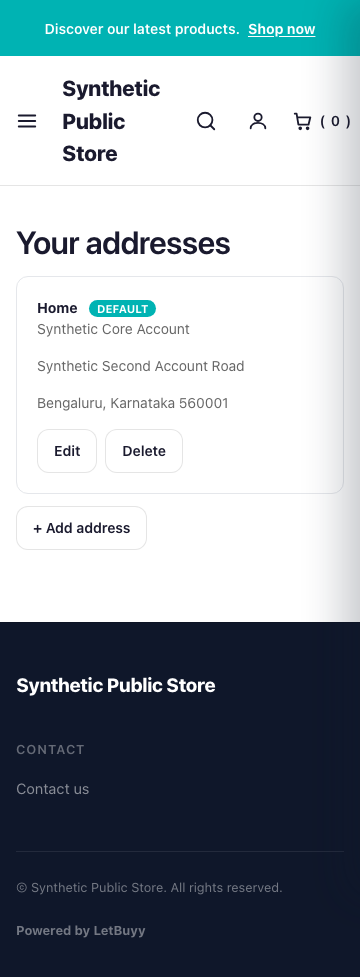 Discover our latest products. Shop now
Synthetic
Public
Store
( 0 )
Your addresses
Home DEFAULT
Synthetic Core Account
Synthetic Second Account Road
Bengaluru, Karnataka 560001
Edit Delete
+ Add address
Synthetic Public Store
CONTACT
Contact us
© Synthetic Public Store. All rights reserved.
Powered by LetBuyy